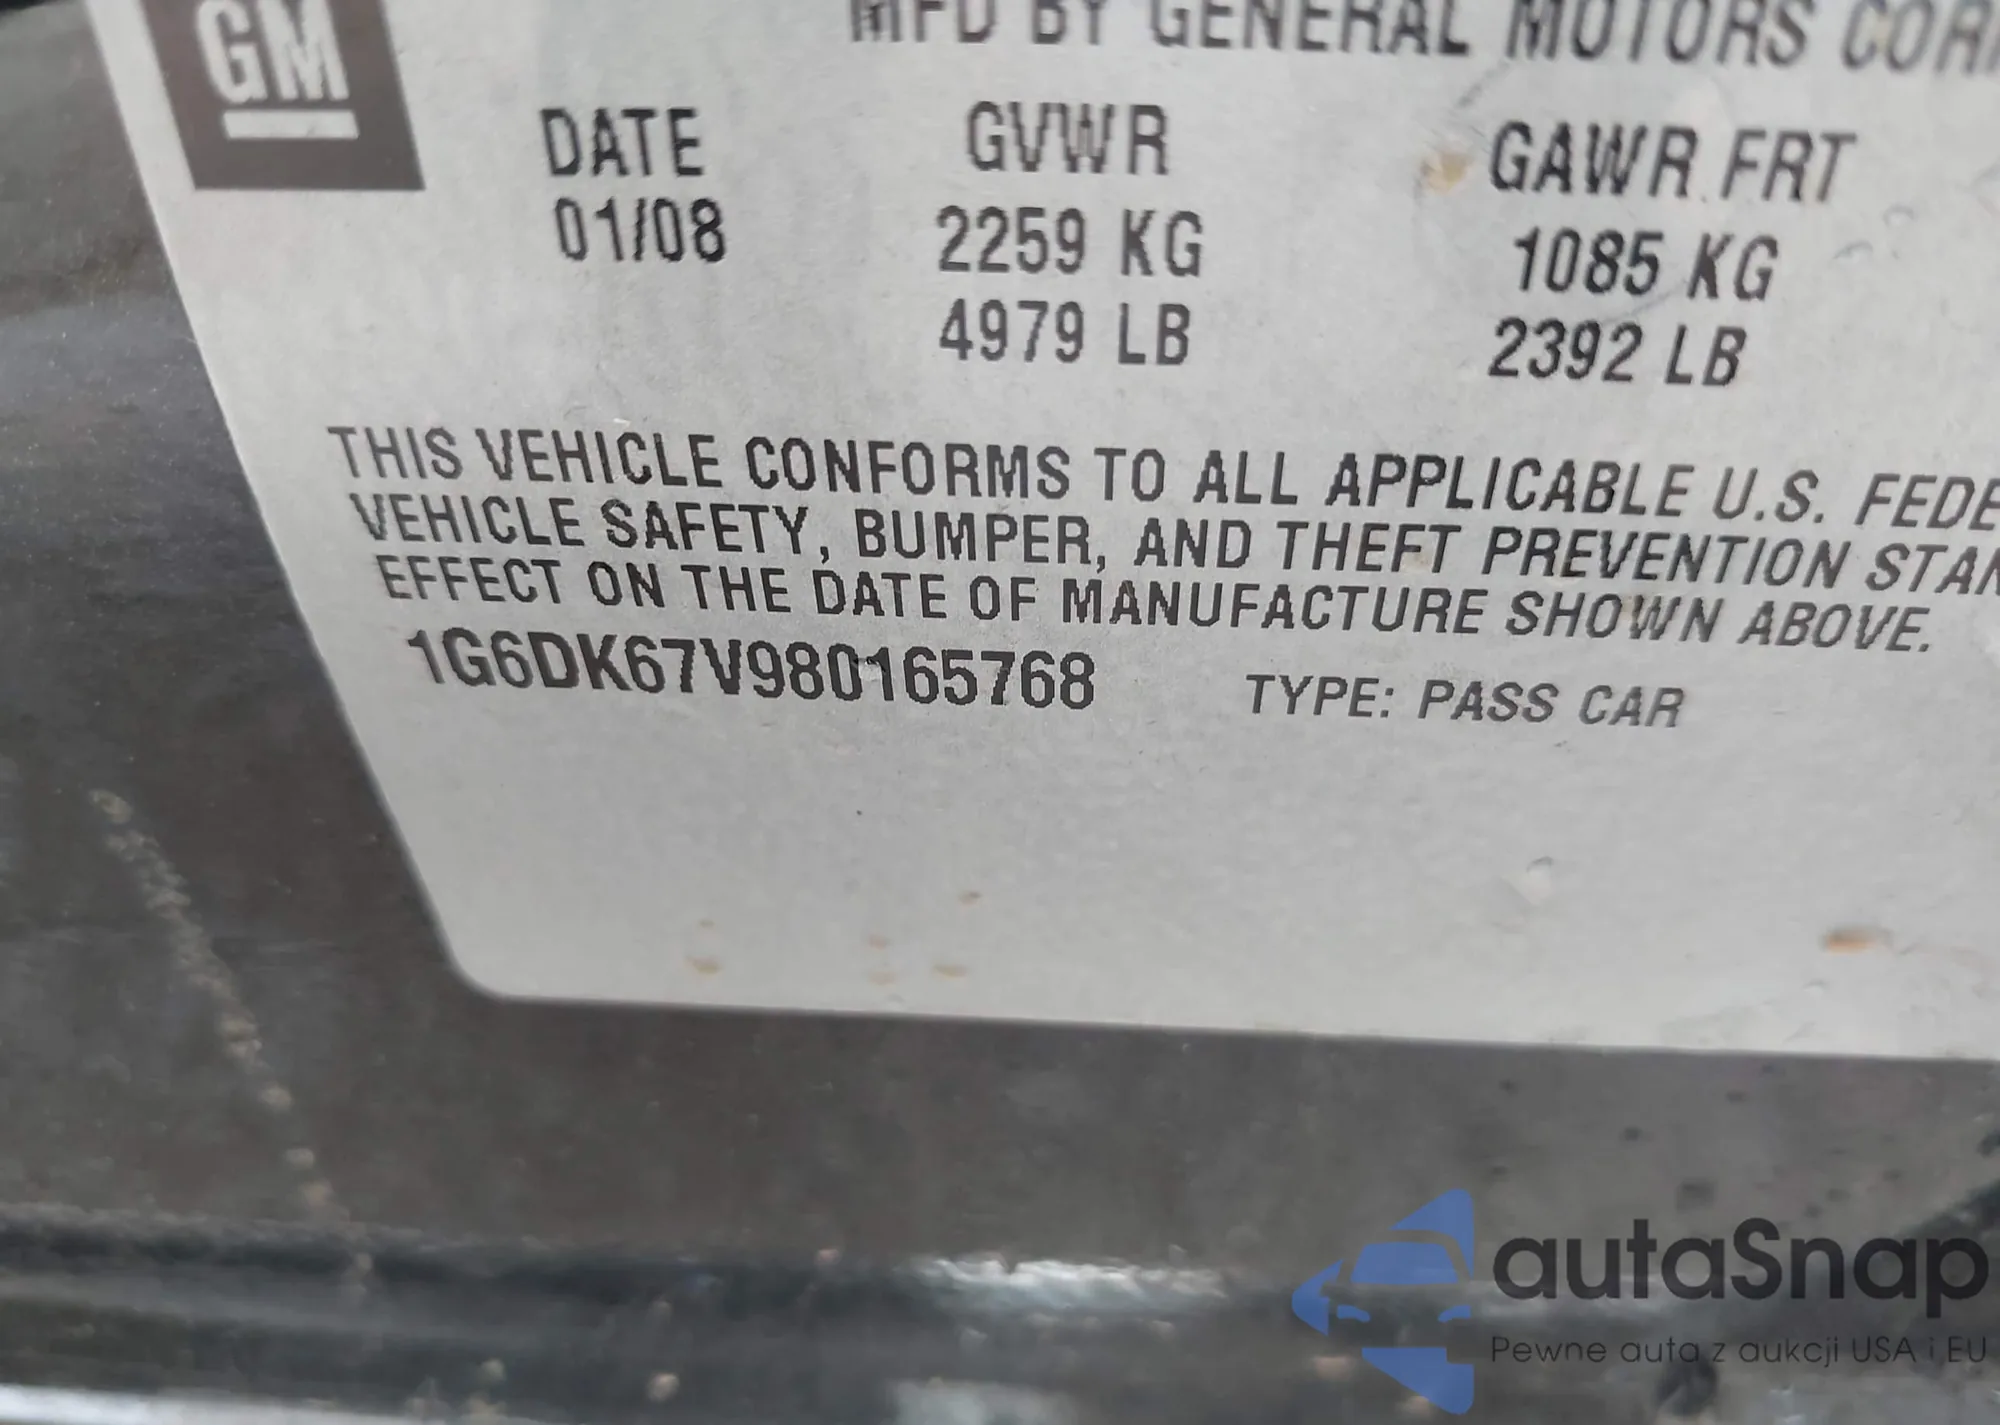 GM
MFD BY GENERAL MOTORS
DATE GVWR GAWR FRT
01/08 2259 KG 1085 KG
4979 LB 2392 LB
THIS VEHICLE CONFORMS TO ALL APPLICABLE U.S. FEDE
VEHICLE SAFETY, BUMPER, AND THEFT PREVENTION STAN
EFFECT ON THE DATE OF MANUFACTURE SHOWN ABOVE.
1G6DK67V980165768 TYPE: PASS CAR
autaSnap
Pewne auta z aukcji USA i EU